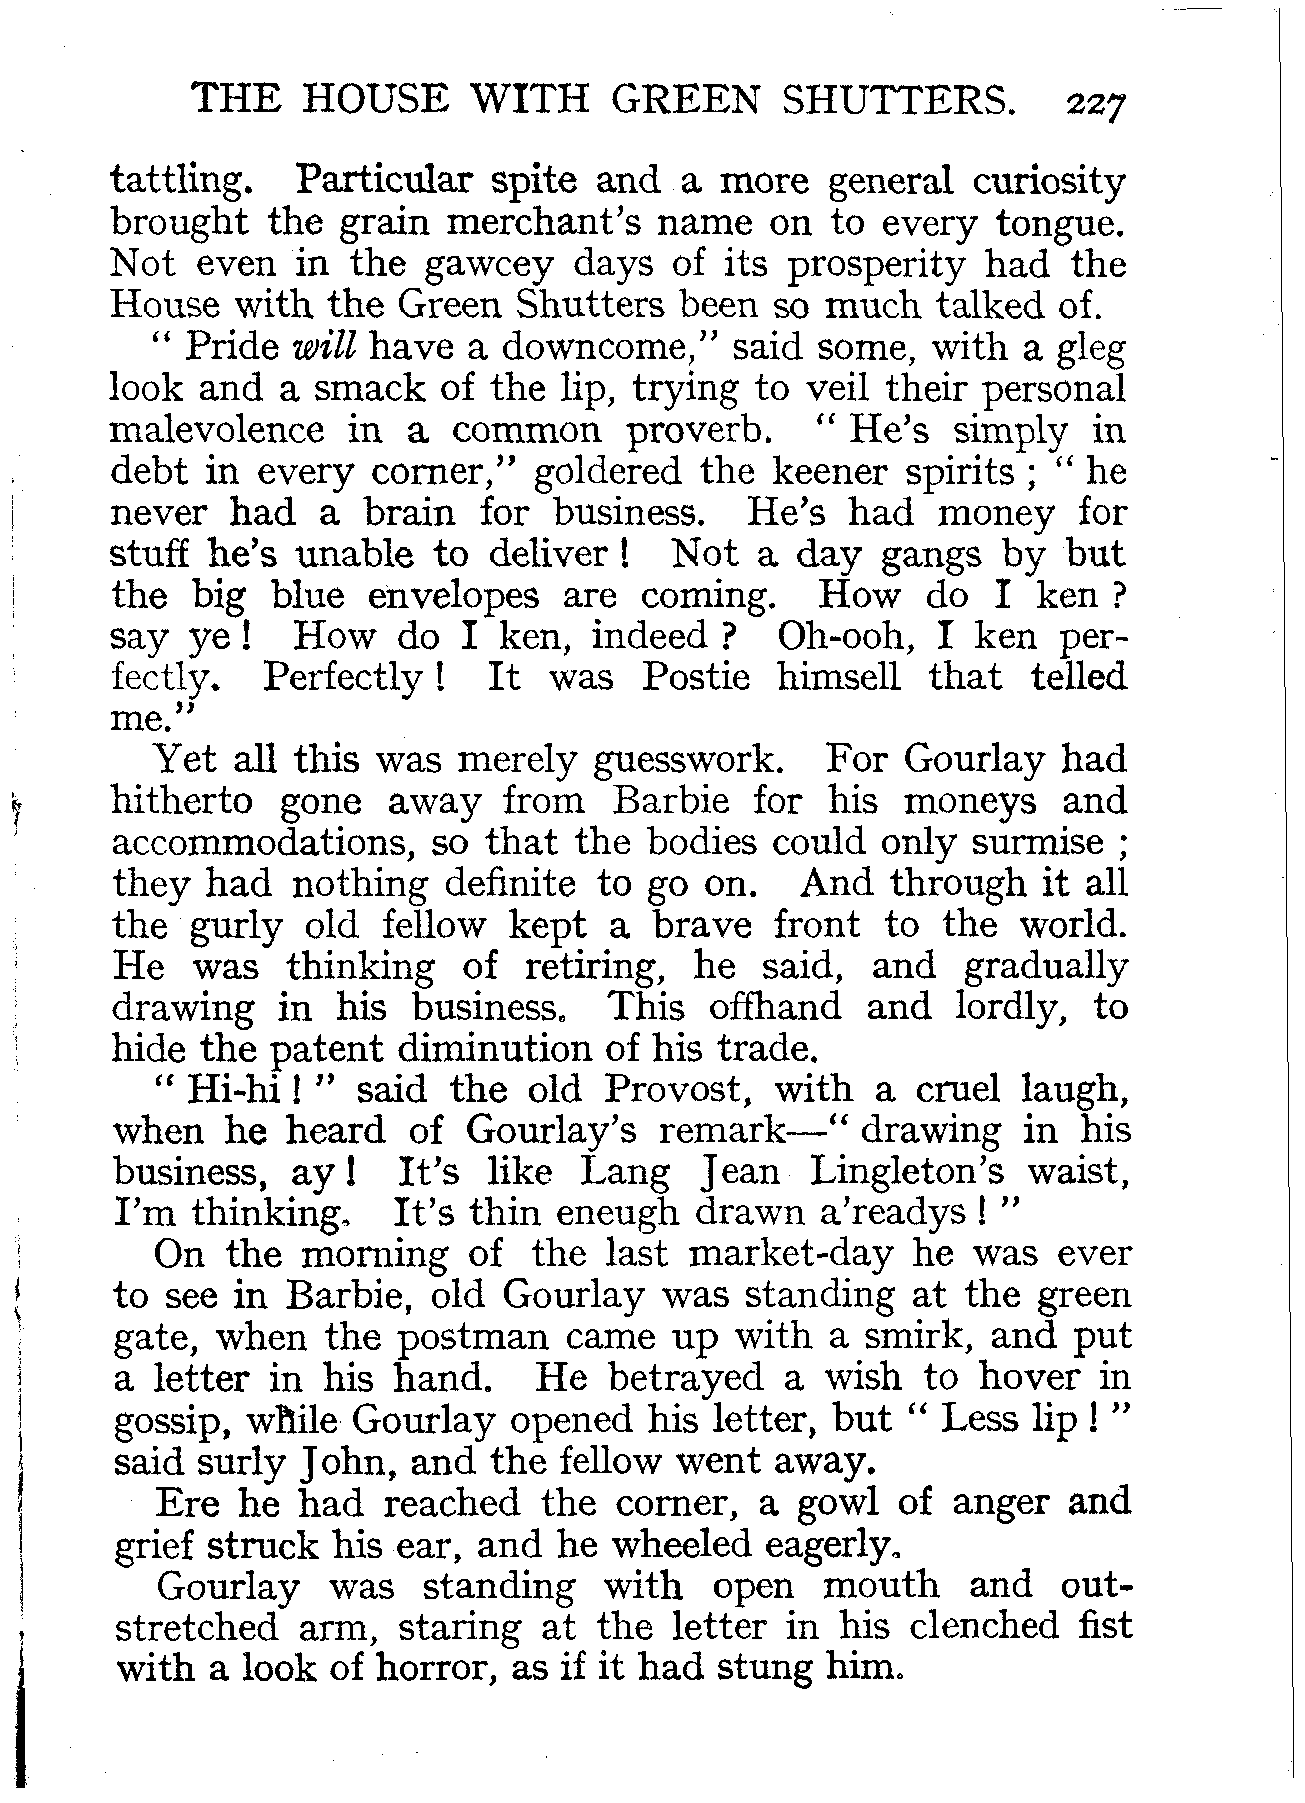 THE HOUSE WITH GREEN SHUTTERS. 227
tattling. Particular spite and a more general curiosity
brought the grain merchant's name on to every tongue.
Not even in the gawcey days of its prosperity had the
House with the Green Shutters been so much talked of.
" Pride will have a downcome," said some, with a gleg
look and a smack of the lip, trying to veil their personal
malevolence in a common proverb. " He's simply in
debt in every corner," goldered the keener spirits ; " he
never had a brain for business. He's had money for
stuff he's unable to deliver ! Not a day gangs by but
the big blue envelopes are coming. How do I ken ?
say ye ! How do I ken, indeed ? Oh-ooh, I ken per-
fectly. Perfectly ! It was Postie himsell that telled
me."
Yet all this was merely guesswork. For Gourlay had
hitherto gone away from Barbie for his moneys and
accommodations, so that the bodies could only surmise ;
they had nothing definite to go on. And through it all
the gurly old fellow kept a brave front to the world.
He was thinking of retiring, he said, and gradually
drawing in his business. This offhand and lordly, to
hide the patent diminution of his trade.
" Hi-hi ! " said the old Provost, with a cruel laugh,
when he heard of Gourlay's remark—" drawing in his
business, ay ! It's like Lang Jean Lingleton's waist,
I'm thinking. It's thin eneugh drawn a'readys ! "
On the morning of the last market-day he was ever
to see in Barbie, old Gourlay was standing at the green
gate, when the postman came up with a smirk, and put
a letter in his hand. He betrayed a wish to hover in
gossip, while Gourlay opened his letter, but " Less lip ! "
said surly John, and the fellow went away.
Ere he had reached the corner, a gowl of anger and
grief struck his ear, and he wheeled eagerly.
Gourlay was standing with open mouth and out-
stretched arm, staring at the letter in his clenched fist
with a look of horror, as if it had stung him.